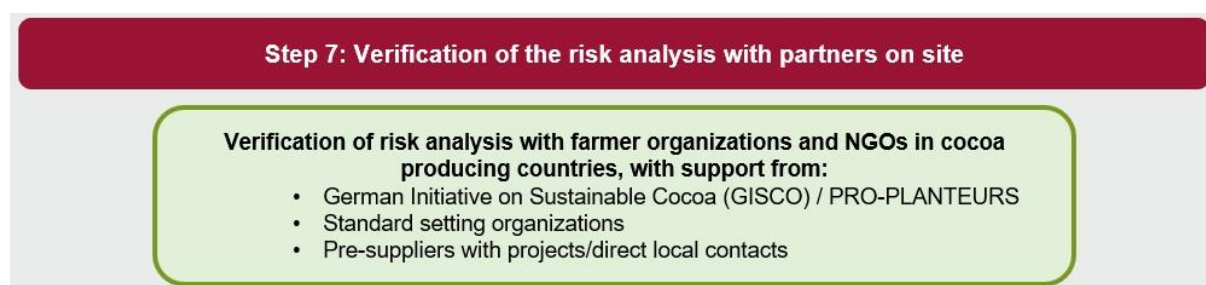 Step 7: Verification of the risk analysis with partners on site
Verification of risk analysis with farmer organizations and NGOs in cocoa
producing countries, with support from:
• German Initiative on Sustainable Cocoa (GISCO) / PRO-PLANTEURS
• Standard setting organizations
• Pre-suppliers with projects/direct local contacts